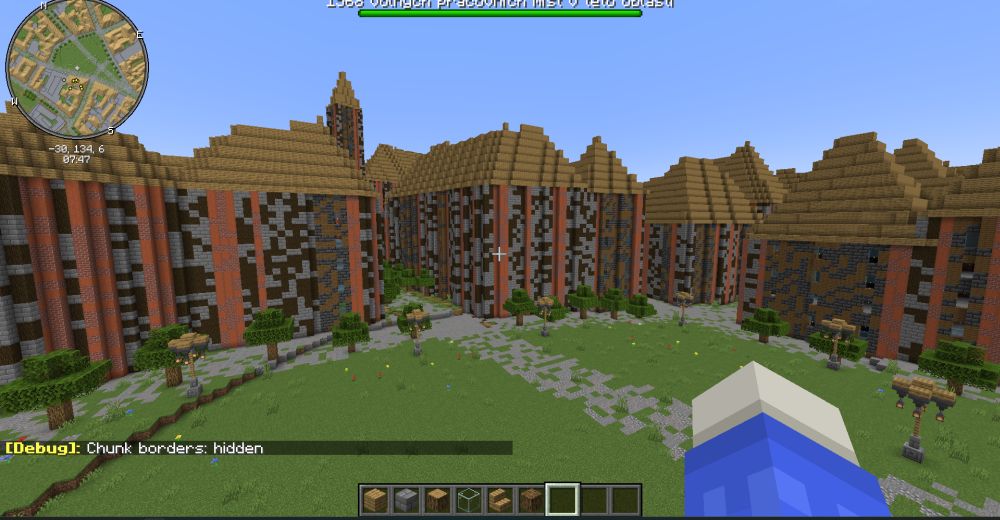 1368 volných pracovních míst v této oblasti
N
E
W
S
-30, 134, 6
07:47
[Debug]: Chunk borders: hidden